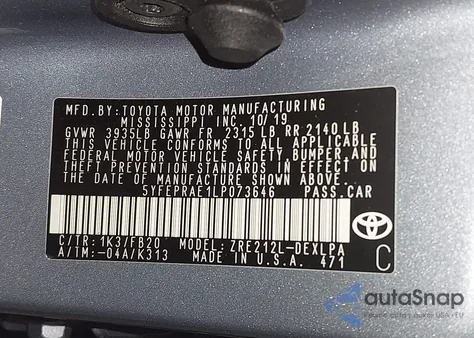 MFD.BY:TOYOTA MOTOR MANUFACTURING
MISSISSIPPI INC. 10/19
GVWR 3935LB GAWR FR 2315 LB RR 2140 LB
THIS VEHICLE CONFORMS TO ALL APPLICABLE
FEDERAL MOTOR VEHICLE SAFETY, BUMPER, AND
THEFT PREVENTION STANDARDS IN EFFECT ON
THE DATE OF MANUFACTURE SHOWN ABOVE.
5YFEPRAE1LP073646 PASS.CAR
C/TR: 1K3/FB20 MODEL: ZRE212L-DEXLPA
A/TM:-04A/K313 MADE IN U.S.A. 471
C
autaSnap